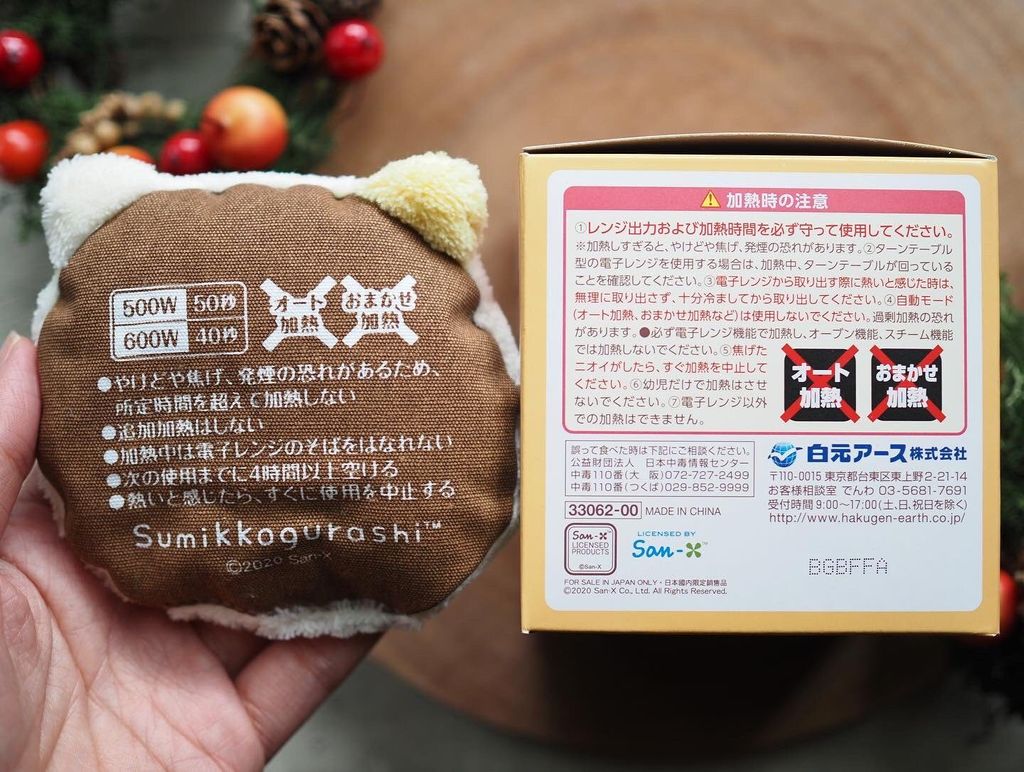 500W 50秒
600W 40秒
オート
加熱
おまかせ
加熱
●やけどや焦げ、発煙の恐れがあるため、
所定時間を超えて加熱しない
●追加加熱はしない
●加熱中は電子レンジのそばをはなれない
●次の使用までに4時間以上空ける
●熱いと感じたら、すぐに使用を中止する
Sumikkogurashi™
©2020 San-X
加熱時の注意
①レンジ出力および加熱時間を必ず守って使用してください。
※加熱しすぎると、やけどや焦げ、発煙の恐れがあります。②ターンテーブル
型の電子レンジを使用する場合は、加熱中、ターンテーブルが回っている
ことを確認してください。③電子レンジから取り出す際に熱いと感じた時は、
無理に取り出さず、十分冷ましてから取り出してください。④自動モード
(オート加熱、おまかせ加熱など)は使用しないでください。過剰加熱の恐れ
があります。●必ず電子レンジ機能で加熱し、オーブン機能、スチーム機能
では加熱しないでください。⑤焦げた
ニオイがしたら、すぐ加熱を中止して
ください。⑥幼児だけで加熱はさせ
ないでください。⑦電子レンジ以外
での加熱はできません。
オート
加熱
おまかせ
加熱
誤って食べた時は下記にご相談ください。
公益財団法人 日本中毒情報センター
中毒110番(大 阪)072-727-2499
中毒110番(つくば)029-852-9999
33062-00 MADE IN CHINA
白元アース株式会社
〒110-0015 東京都台東区東上野2-21-14
お客様相談室 でんわ 03-5681-7691
受付時間 9:00〜17:00(土、日、祝日を除く)
http://www.hakugen-earth.co.jp/
San-X
LICENSED
PRODUCTS
©San-X
LICENSED BY
San-X™
BGBFFA
FOR SALE IN JAPAN ONLY・日本國内限定銷售品
©2020 San-X Co., Ltd. All Rights Reserved.